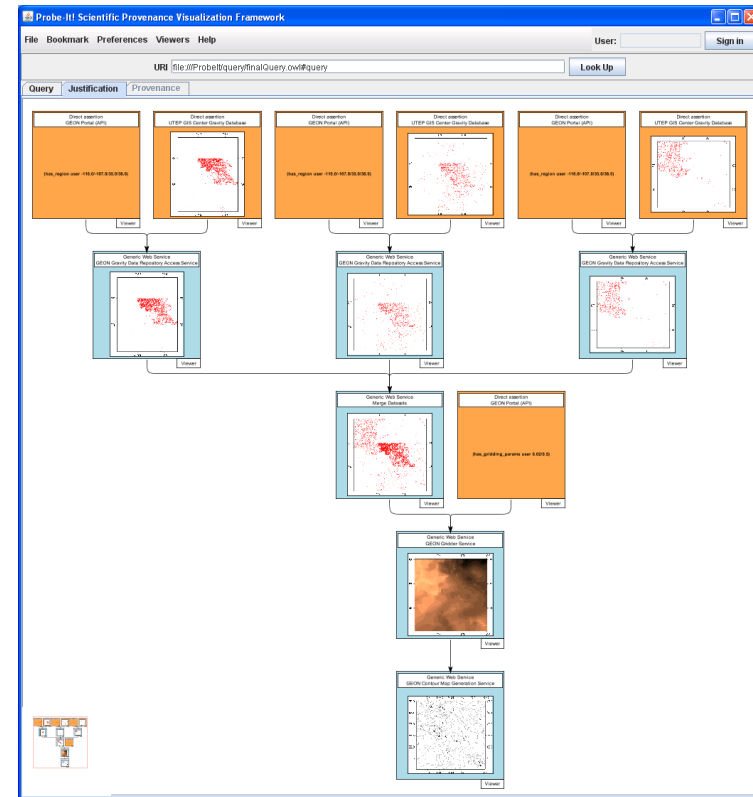 Probe-It! Scientific Provenance Visualization Framework
File Bookmark Preferences Viewers Help
User:
Sign in
URI file:///ProbeIt/query/finalQuery.owl#query
Look Up
Query Justification Provenance
Direct assertion
GEON Portal (API)
Direct assertion
UTEP GIS Center Gravity Database
Direct assertion
GEON Portal (API)
Direct assertion
UTEP GIS Center Gravity Database
Direct assertion
GEON Portal (API)
Direct assertion
UTEP GIS Center Gravity Database
Viewer
Viewer
Viewer
Viewer
Viewer
Viewer
Generic Web Service
GEON Gravity Data Repository Access Service
Generic Web Service
GEON Gravity Data Repository Access Service
Generic Web Service
GEON Gravity Data Repository Access Service
Viewer
Viewer
Viewer
Generic Web Service
Merge Datasets
Direct assertion
GEON Portal (API)
(has_gridding_params user 0.02/0.5)
Viewer
Viewer
Generic Web Service
GEON Gridder Service
Viewer
Generic Web Service
GEON Contour Map Generation Service
Viewer